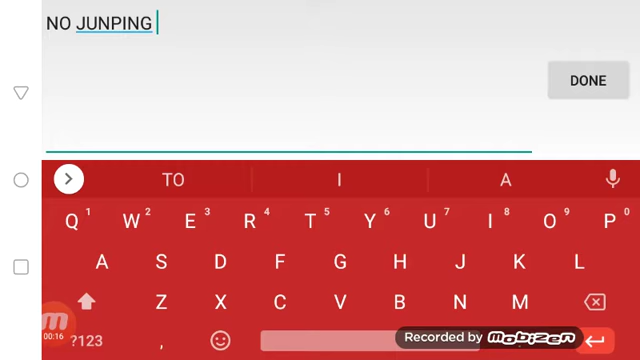 NO JUNPING
DONE
TO I A
Q1 W2 E3 R4 T5 Y6 U7 I8 O9 P0
A S D F G H J K L
Z X C V B N M
00:16
?123 ,
Recorded by mobizen